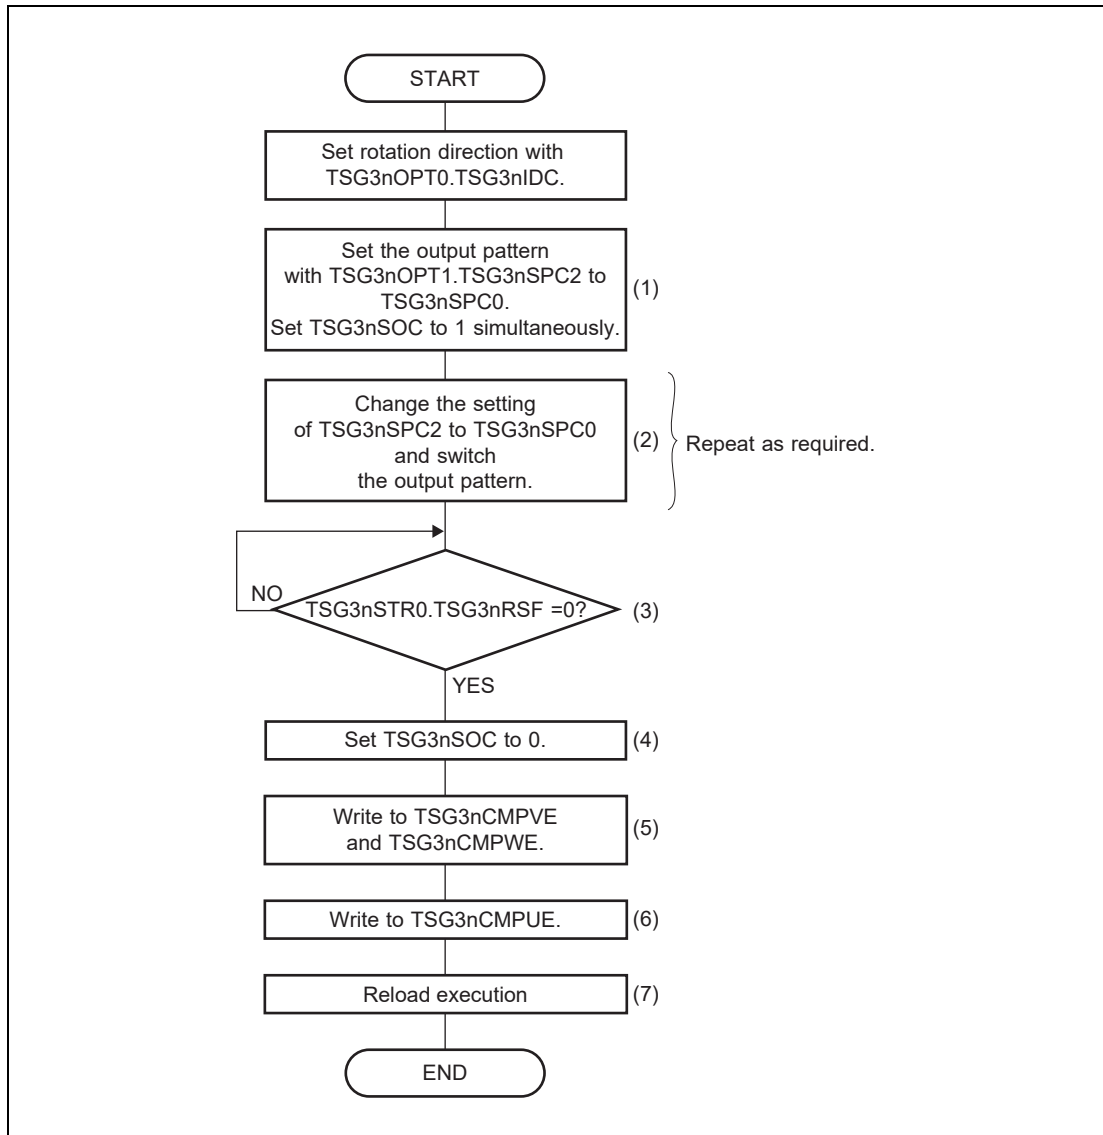 START
Set rotation direction with
TSG3nOPT0.TSG3nIDC.
Set the output pattern
with TSG3nOPT1.TSG3nSPC2 to
TSG3nSPC0.
Set TSG3nSOC to 1 simultaneously.
(1)
Change the setting
of TSG3nSPC2 to TSG3nSPC0
and switch
the output pattern.
(2)
Repeat as required.
NO
TSG3nSTR0.TSG3nRSF =0?
(3)
YES
Set TSG3nSOC to 0.
(4)
Write to TSG3nCMPVE
and TSG3nCMPWE.
(5)
Write to TSG3nCMPUE.
(6)
Reload execution
(7)
END